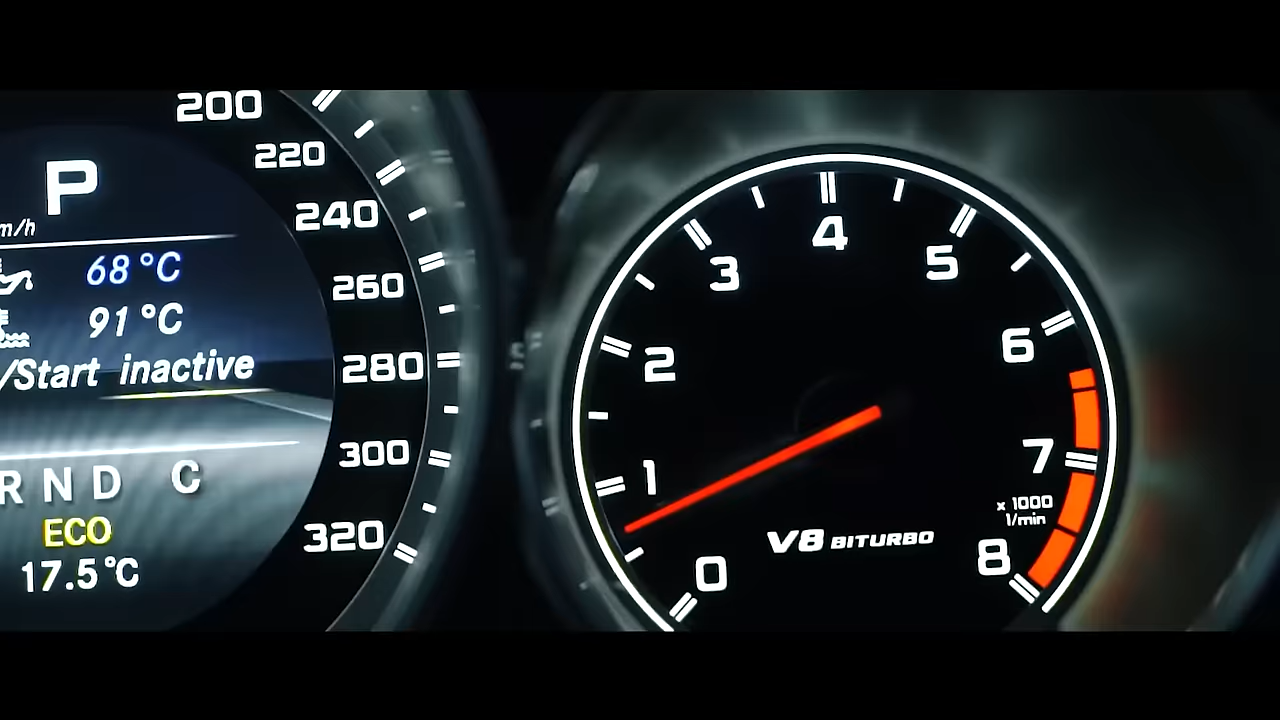 200
220
240
260
280
300
320
P
m/h
68°C
91°C
/Start inactive
R N D C
ECO
17.5°C
0
1
2
3
4
5
6
7
8
x 1000
1/min
V8 BITURBO